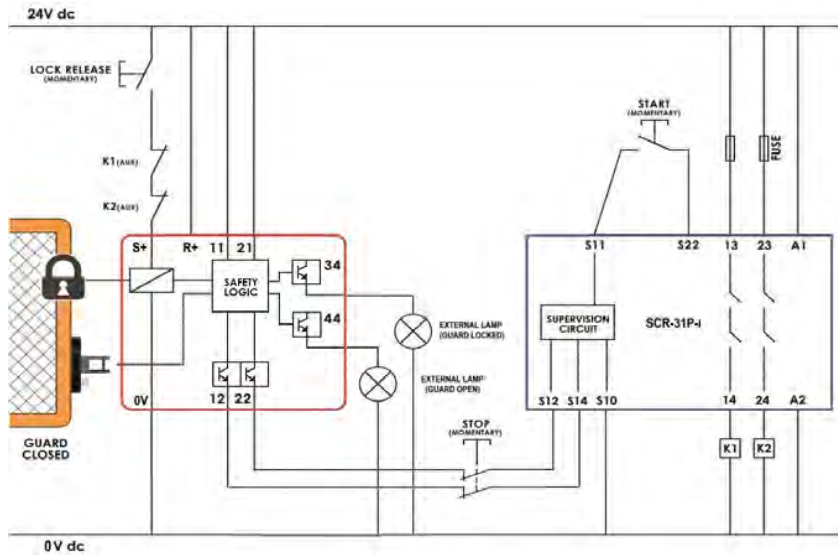 24V dc
LOCK RELEASE
(MOMENTARY)
START
(MOMENTARY)
FUSE
K1(AUX)
K2(AUX)
S+
R+
11
21
S11
S22
13
23
A1
34
SAFETY
LOGIC
44
EXTERNAL LAMP
(GUARD LOCKED)
SUPERVISION
CIRCUIT
SCR-31P-i
EXTERNAL LAMP
(GUARD OPEN)
0V
12
22
S12
S14
S10
14
24
A2
GUARD
CLOSED
STOP
(MOMENTARY)
K1
K2
0V dc